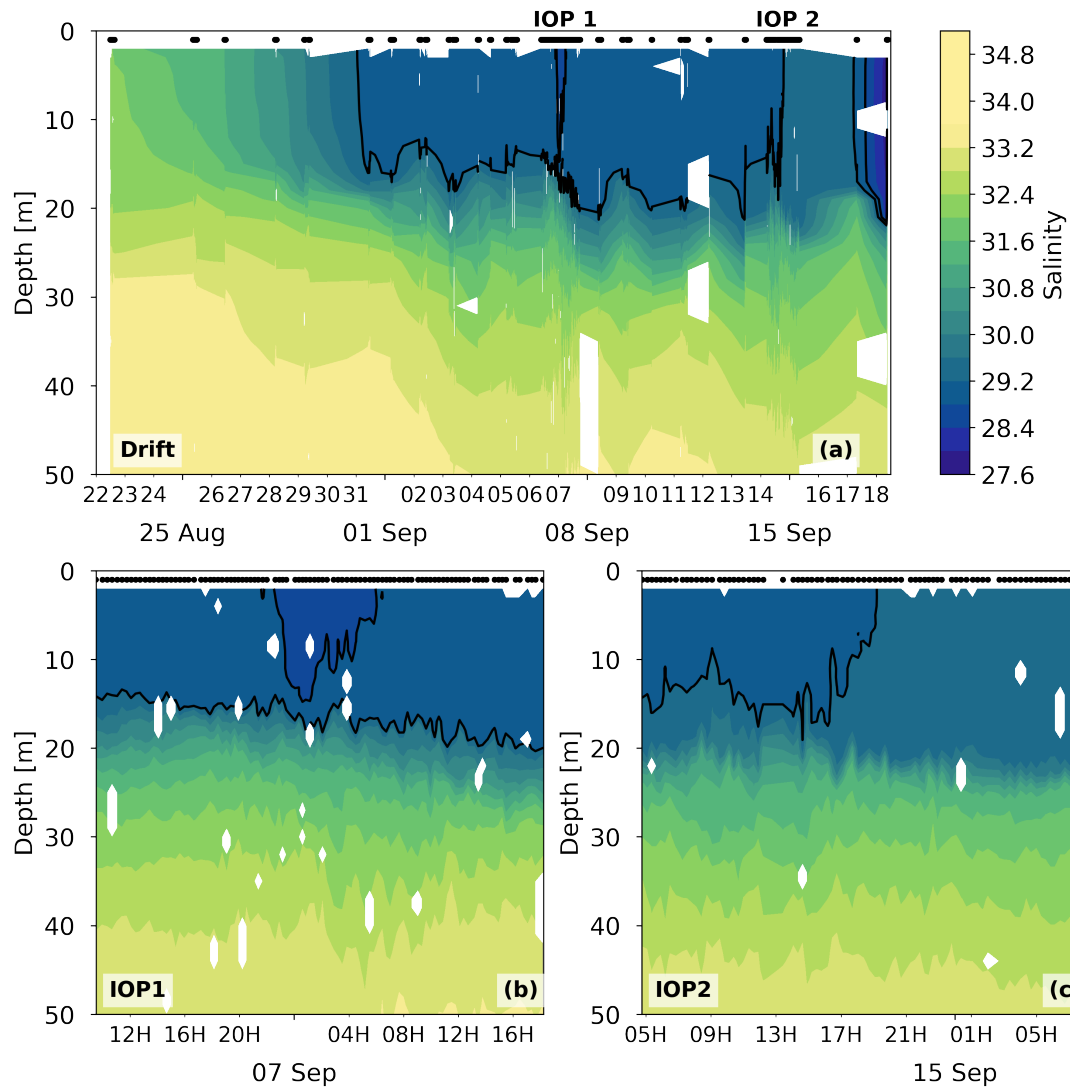 IOP 1 IOP 2
0
10
20
30
40
50
Depth [m]
Drift
(a)
22 23 24 26 27 28 29 30 31 02 03 04 05 06 07 09 10 11 12 13 14 16 17 18
25 Aug 01 Sep 08 Sep 15 Sep
34.8
34.0
33.2
32.4
31.6
30.8
30.0
29.2
28.4
27.6
Salinity
0
10
20
30
40
50
Depth [m]
IOP1
(b)
12H 16H 20H 04H 08H 12H 16H
07 Sep
0
10
20
30
40
50
Depth [m]
IOP2
(c
05H 09H 13H 17H 21H 01H 05H
15 Sep